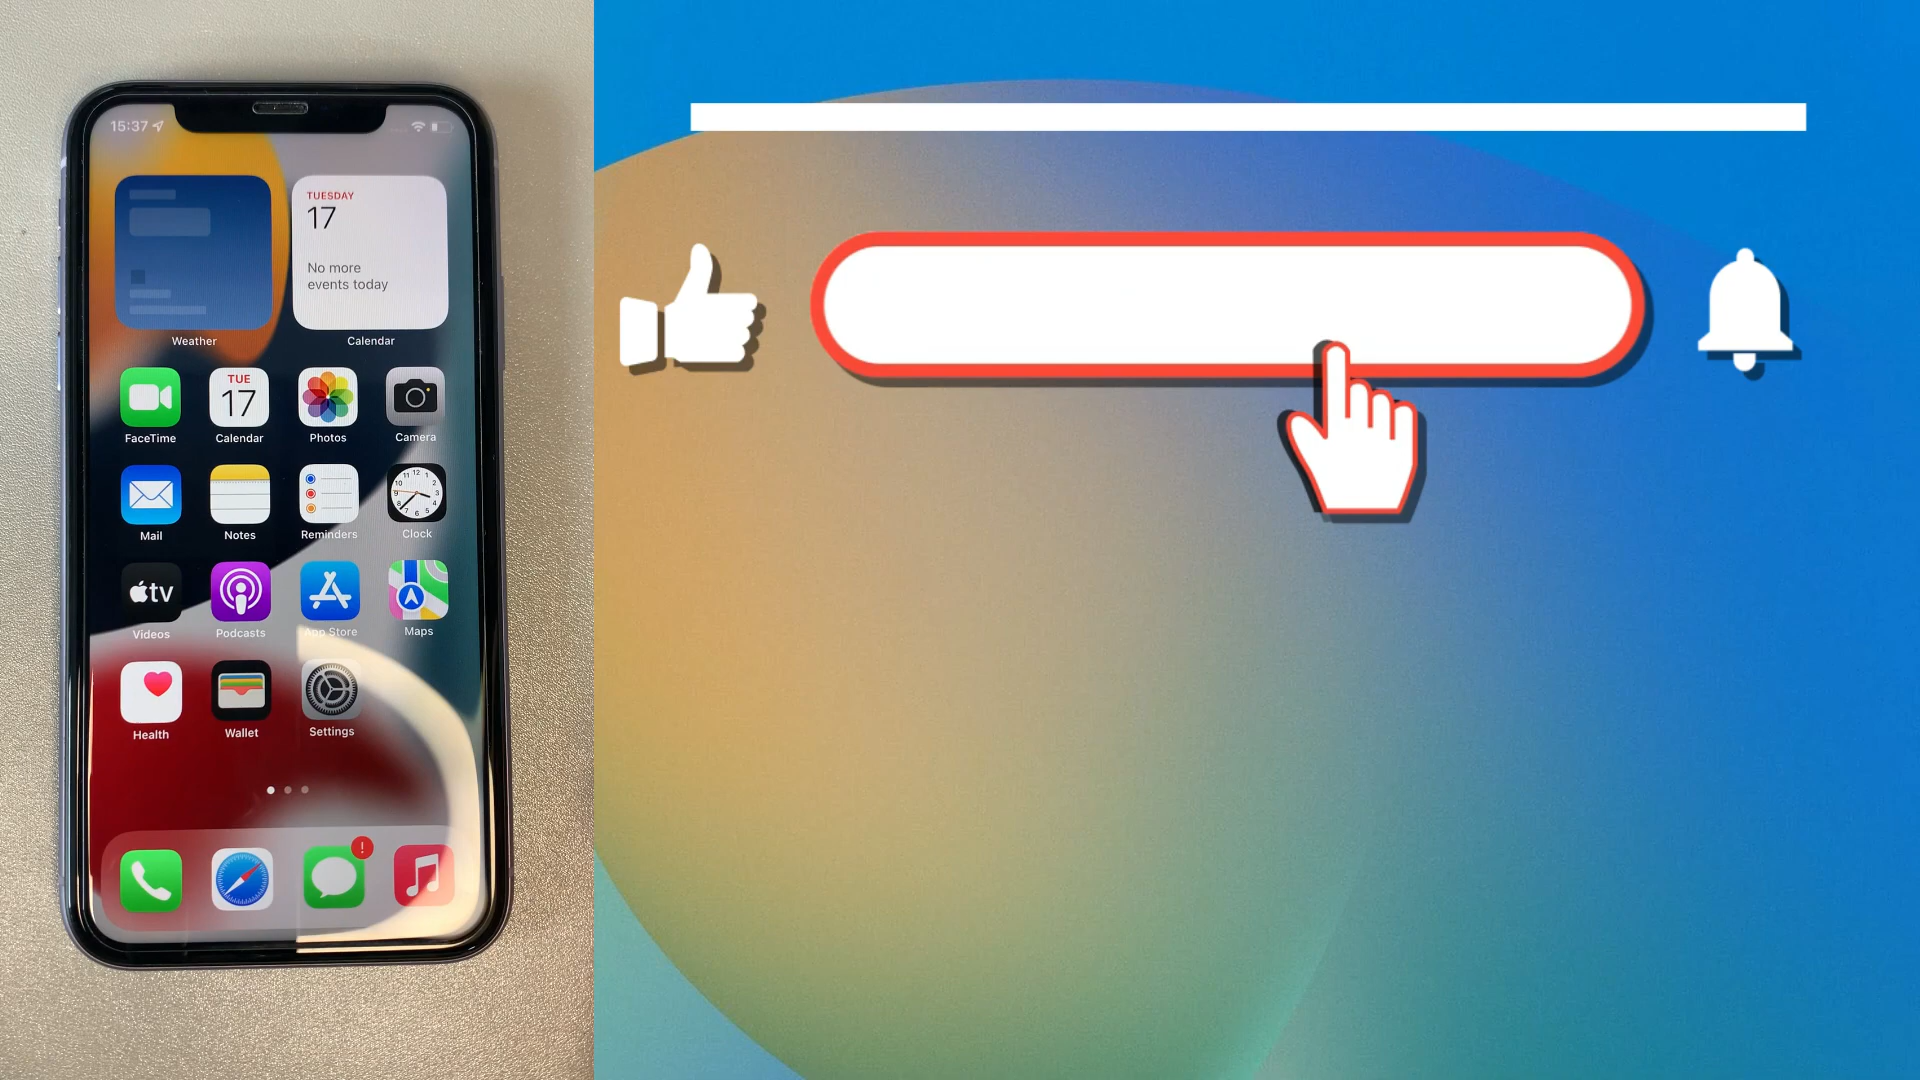 15:37
TUESDAY
17
No more
events today
Weather
Calendar
TUE
17
FaceTime
Calendar
Photos
Camera
Mail
Notes
Reminders
Clock
tv
Videos
Podcasts
App Store
Maps
Health
Wallet
Settings
!